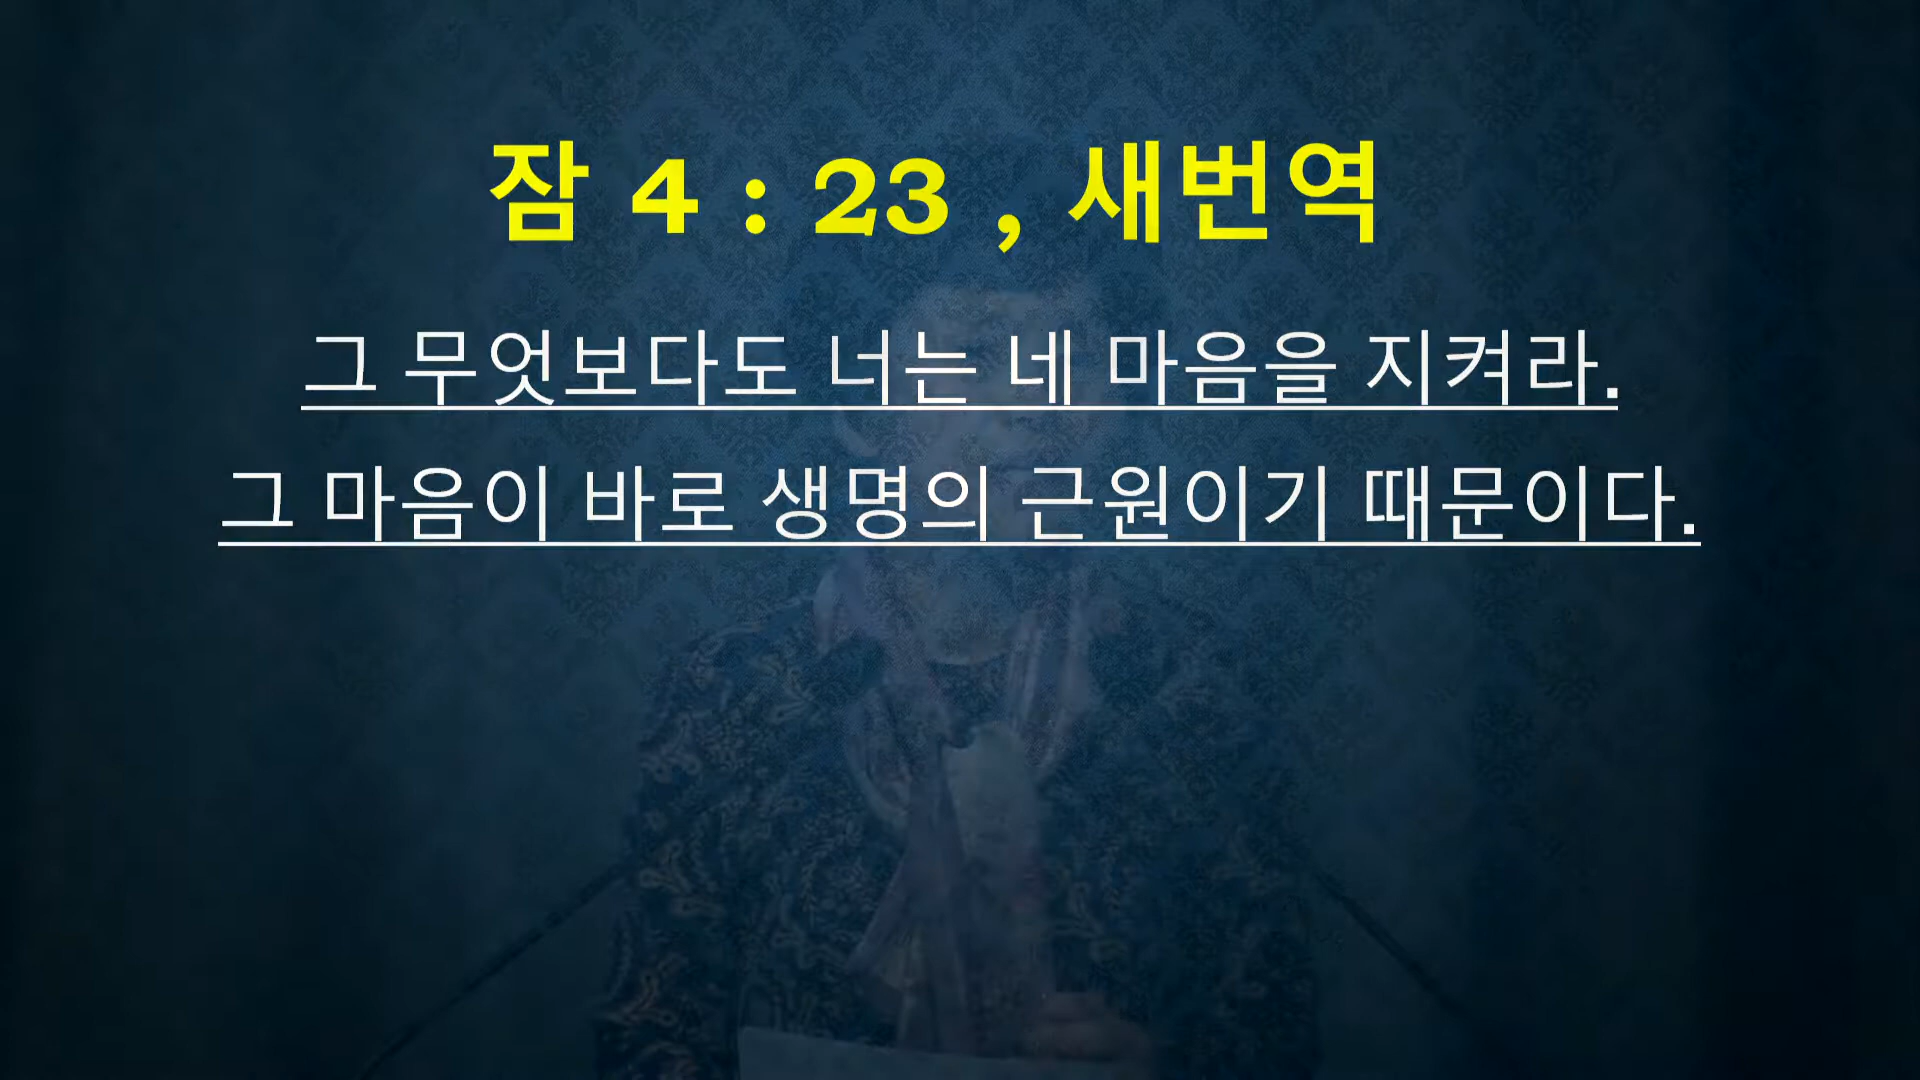 잠 4 : 23 , 새번역
그 무엇보다도 너는 네 마음을 지켜라.
그 마음이 바로 생명의 근원이기 때문이다.